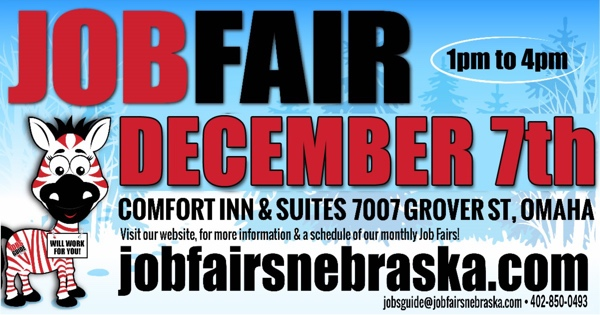 JOBFAIR
1pm to 4pm
DECEMBER 7th
COMFORT INN & SUITES 7007 GROVER ST, OMAHA
Visit our website, for more information & a schedule of our monthly Job Fairs!
WILL WORK
FOR YOU!
jobfairsnebraska.com
jobsguide@jobfairsnebraska.com • 402-850-0493